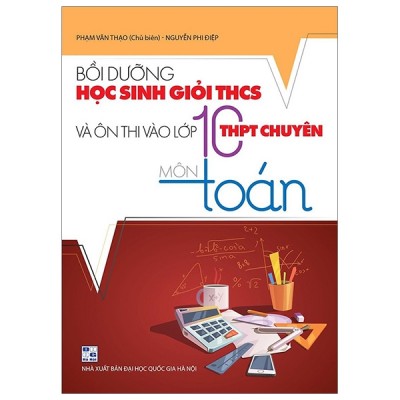 PHẠM VĂN THẠO (Chủ biên) - NGUYỄN PHI ĐIỆP
BỒI DƯỠNG
HỌC SINH GIỎI THCS
VÀ ÔN THI VÀO LỚP 10 THPT CHUYÊN
MÔN toán
NHÀ XUẤT BẢN ĐẠI HỌC QUỐC GIA HÀ NỘI